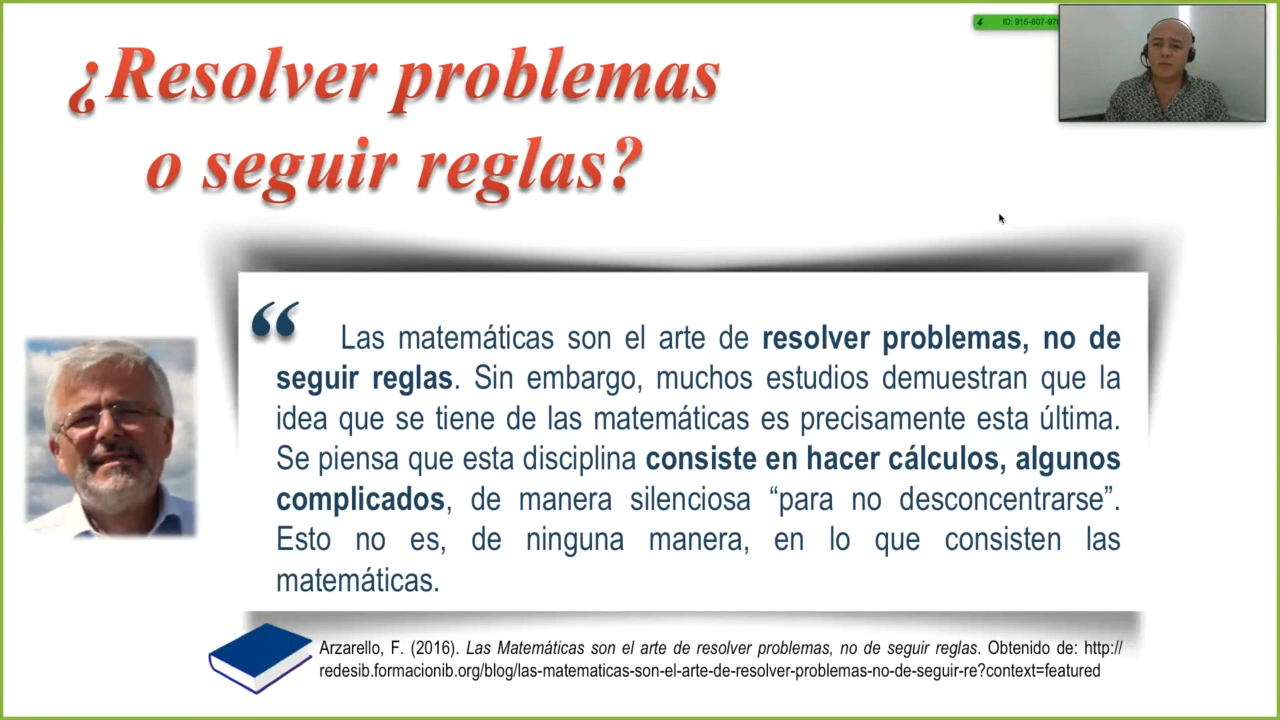 ID: 915-607-976
¿Resolver problemas
o seguir reglas?
“ Las matemáticas son el arte de resolver problemas, no de
seguir reglas. Sin embargo, muchos estudios demuestran que la
idea que se tiene de las matemáticas es precisamente esta última.
Se piensa que esta disciplina consiste en hacer cálculos, algunos
complicados, de manera silenciosa “para no desconcentrarse”.
Esto no es, de ninguna manera, en lo que consisten las
matemáticas.
Arzarello, F. (2016). Las Matemáticas son el arte de resolver problemas, no de seguir reglas. Obtenido de: http://
redesib.formacionib.org/blog/las-matematicas-son-el-arte-de-resolver-problemas-no-de-seguir-re?context=featured